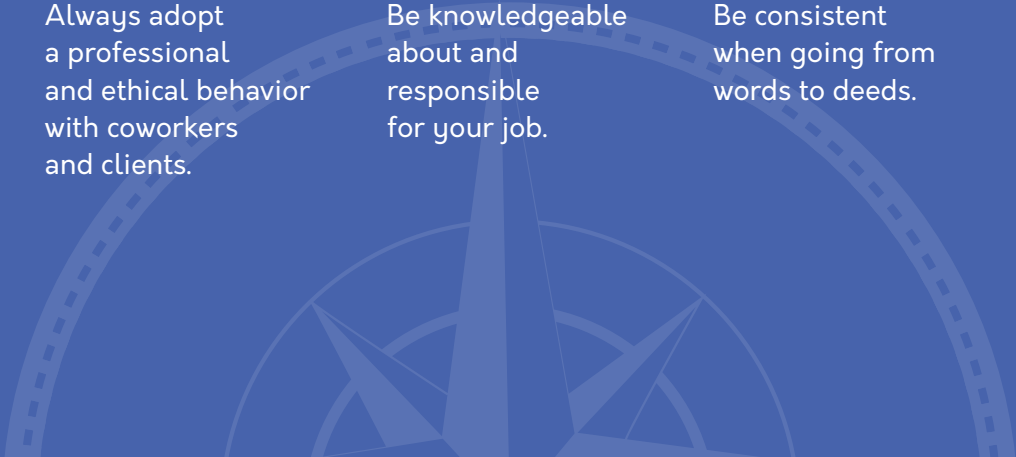 Always adopt
a professional
and ethical behavior
with coworkers
and clients.
Be knowledgeable
about and
responsible
for your job.
Be consistent
when going from
words to deeds.